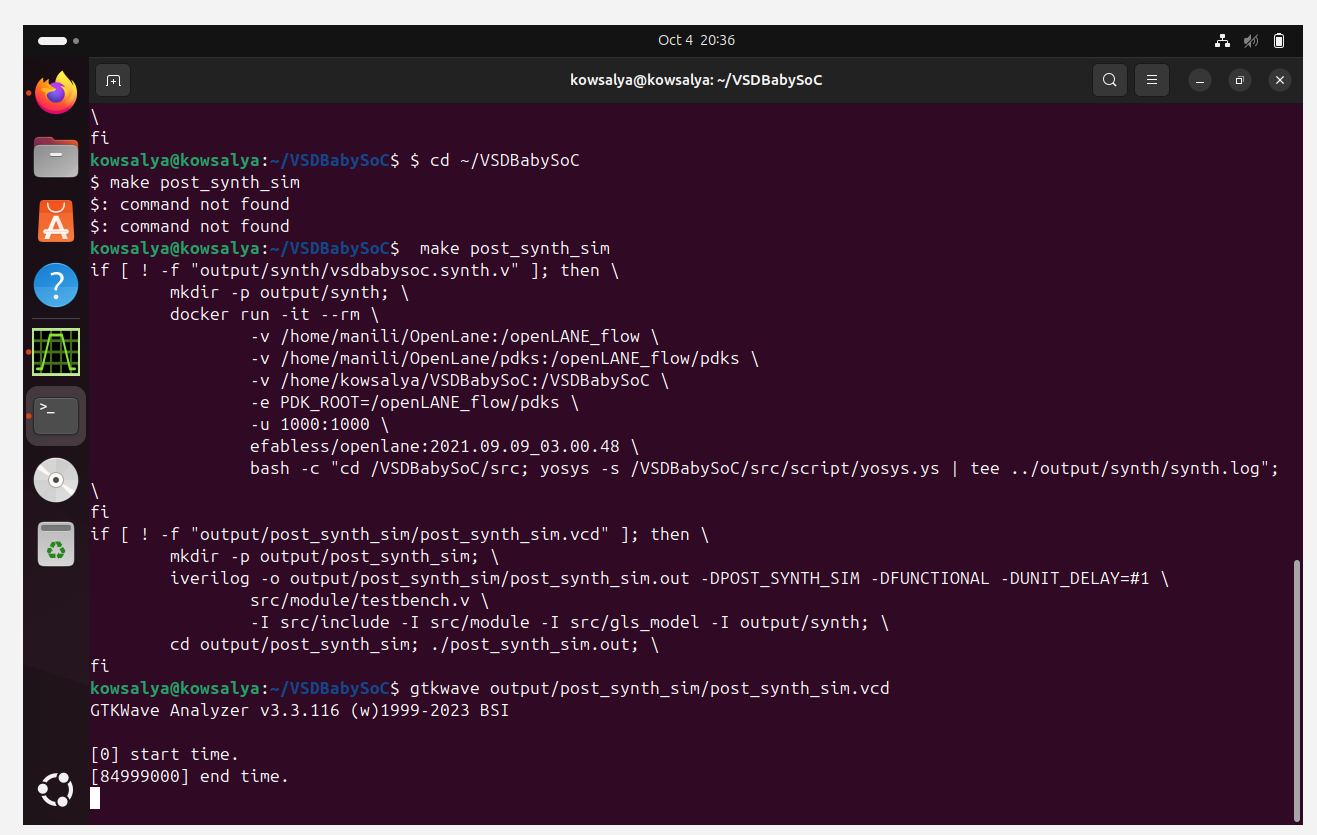 Oct 4 20:36
kowsalya@kowsalya: ~/VSDBabySoC
\
fi
kowsalya@kowsalya:~/VSDBabySoC$ $ cd ~/VSDBabySoC
$ make post_synth_sim
$: command not found
$: command not found
kowsalya@kowsalya:~/VSDBabySoC$  make post_synth_sim
if [ ! -f "output/synth/vsdbabysoc.synth.v" ]; then \
        mkdir -p output/synth; \
        docker run -it --rm \
                -v /home/manili/OpenLane:/openLANE_flow \
                -v /home/manili/OpenLane/pdks:/openLANE_flow/pdks \
                -v /home/kowsalya/VSDBabySoC:/VSDBabySoC \
                -e PDK_ROOT=/openLANE_flow/pdks \
                -u 1000:1000 \
                efabless/openlane:2021.09.09_03.00.48 \
                bash -c "cd /VSDBabySoC/src; yosys -s /VSDBabySoC/src/script/yosys.ys | tee ../output/synth/synth.log";
\
fi
if [ ! -f "output/post_synth_sim/post_synth_sim.vcd" ]; then \
        mkdir -p output/post_synth_sim; \
        iverilog -o output/post_synth_sim/post_synth_sim.out -DPOST_SYNTH_SIM -DFUNCTIONAL -DUNIT_DELAY=#1 \
                src/module/testbench.v \
                -I src/include -I src/module -I src/gls_model -I output/synth; \
        cd output/post_synth_sim; ./post_synth_sim.out; \
fi
kowsalya@kowsalya:~/VSDBabySoC$ gtkwave output/post_synth_sim/post_synth_sim.vcd
GTKWave Analyzer v3.3.116 (w)1999-2023 BSI

[0] start time.
[84999000] end time.